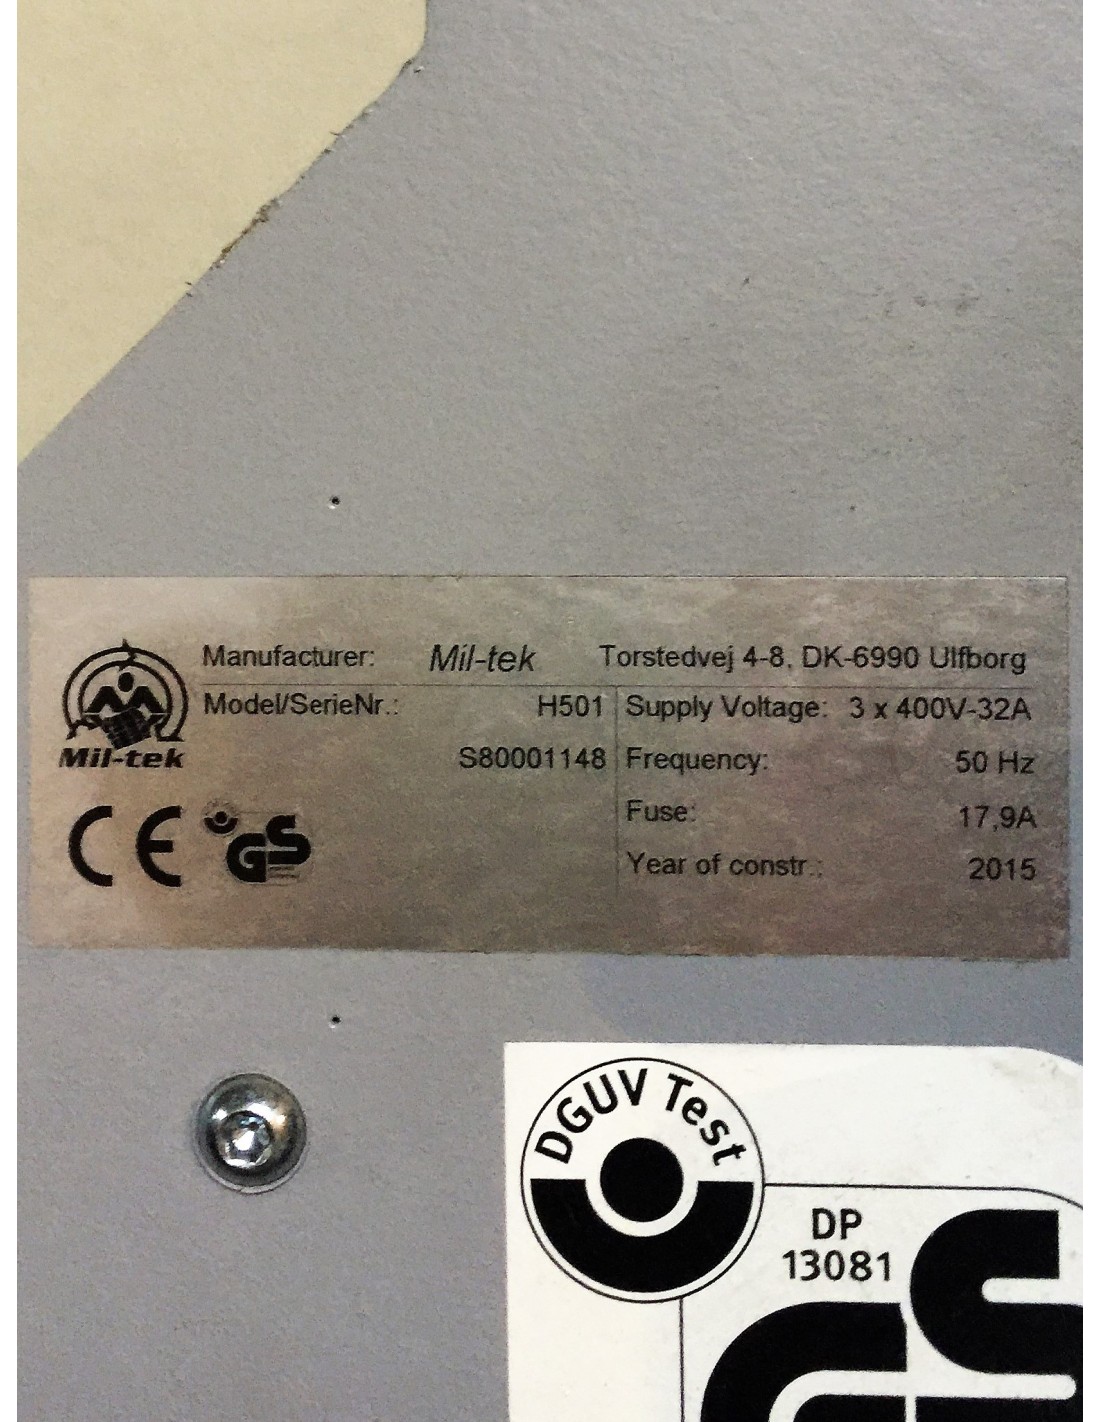 Manufacturer: Mil-tek Torstedvej 4-8, DK-6990 Ulfborg
Model/SerieNr.: H501 Supply Voltage: 3 x 400V-32A
Mil-tek S80001148 Frequency: 50 Hz
Fuse: 17,9A
CE GS
Year of constr.: 2015
DGUV Test
DP
13081
GS